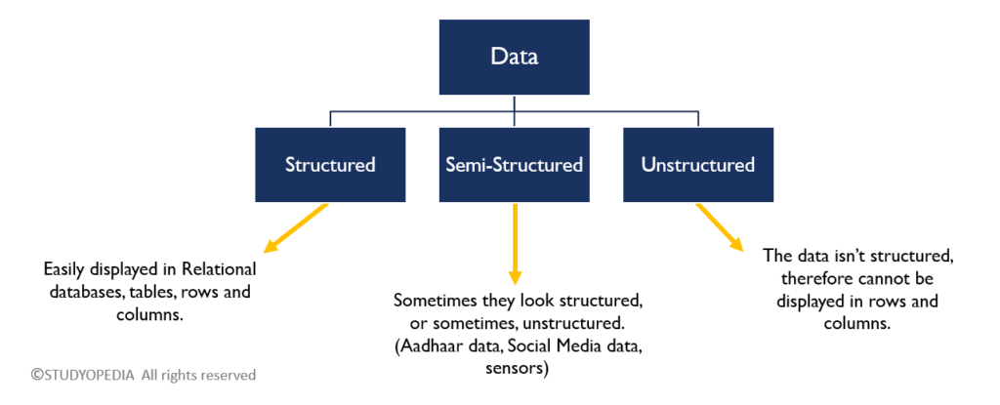 Data
Structured
Semi-Structured
Unstructured
Easily displayed in Relational
databases, tables, rows and
columns.
Sometimes they look structured,
or sometimes, unstructured.
(Aadhaar data, Social Media data,
sensors)
The data isn't structured,
therefore cannot be
displayed in rows and
columns.
©STUDYOPEDIA All rights reserved